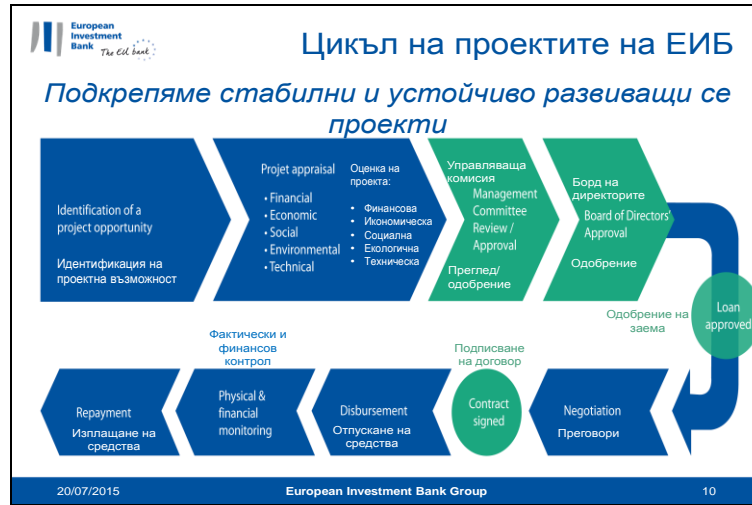 European
Investment
Bank The EU bank
Цикъл на проектите на ЕИБ
Подкрепяме стабилни и устойчиво развиващи се
проекти
Identification of a
project opportunity
Идентификация на
проектна възможност
Projet appraisal
• Financial
• Economic
• Social
• Environmental
• Technical
Оценка на
проекта:
• Финансова
• Икономическа
• Социална
• Екологична
• Техническа
Управляваща
комисия
Management
Committee
Review /
Approval
Преглед/
одобрение
Борд на
директорите
Board of Directors'
Approval
Одобрение
Одобрение на
заема
Loan
approved
Фактически и
финансов
контрол
Подписване
на договор
Repayment
Изплащане на
средства
Physical &
financial
monitoring
Disbursement
Отпускане на
средства
Contract
signed
Negotiation
Преговори
20/07/2015
European Investment Bank Group
10